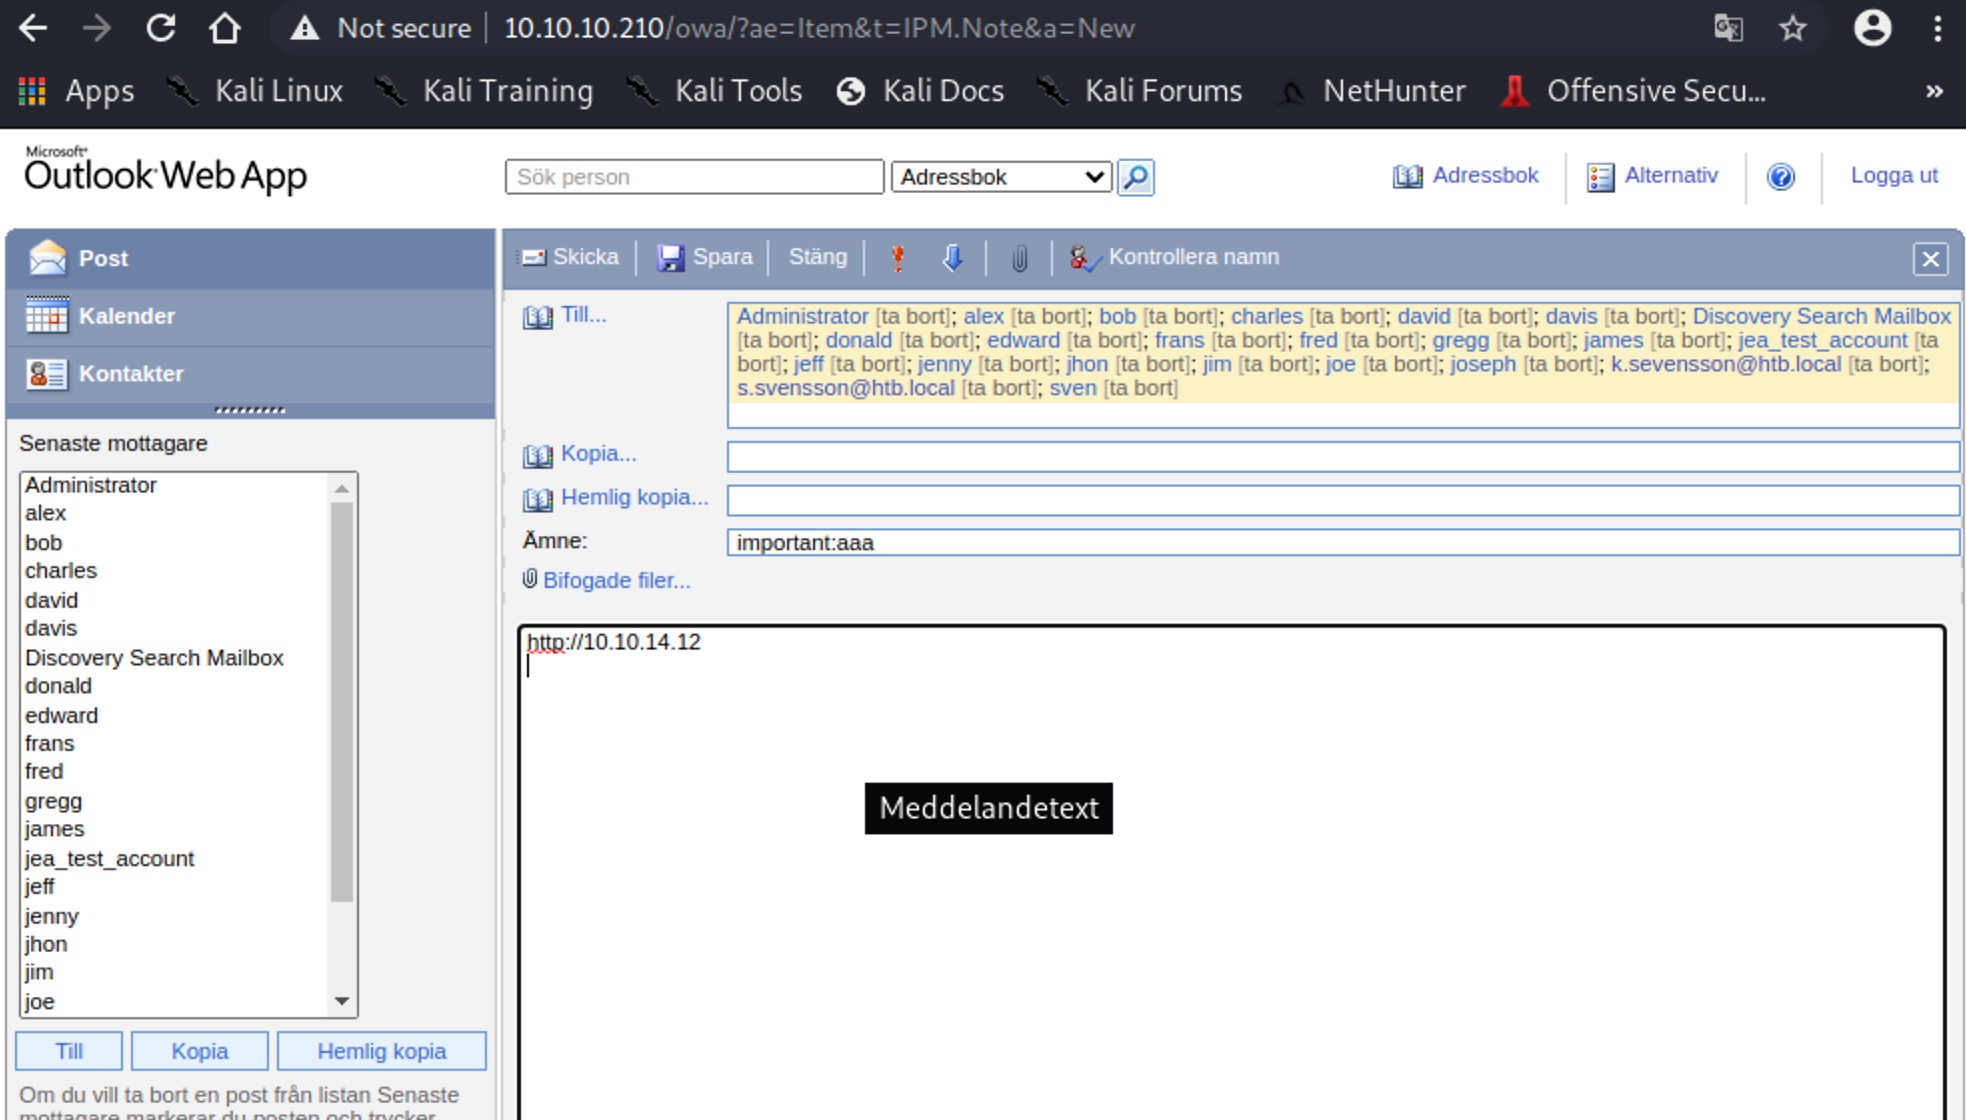 Not secure 10.10.10.210/owa/?ae=Item&t=IPM.Note&a=New
Apps Kali Linux Kali Training Kali Tools Kali Docs Kali Forums NetHunter Offensive Secu... »
Microsoft®
Outlook Web App
Sök person Adressbok Adressbok Alternativ Logga ut
Post
Kalender
Kontakter
Senaste mottagare
Administrator
alex
bob
charles
david
davis
Discovery Search Mailbox
donald
edward
frans
fred
gregg
james
jea_test_account
jeff
jenny
jhon
jim
joe
Till Kopia Hemlig kopia
Om du vill ta bort en post från listan Senaste
mottagare markerar du posten och trycker
Skicka Spara Stäng Kontrollera namn
Till...
Administrator [ta bort]; alex [ta bort]; bob [ta bort]; charles [ta bort]; david [ta bort]; davis [ta bort]; Discovery Search Mailbox
[ta bort]; donald [ta bort]; edward [ta bort]; frans [ta bort]; fred [ta bort]; gregg [ta bort]; james [ta bort]; jea_test_account [ta
bort]; jeff [ta bort]; jenny [ta bort]; jhon [ta bort]; jim [ta bort]; joe [ta bort]; joseph [ta bort]; k.sevensson@htb.local [ta bort];
s.svensson@htb.local [ta bort]; sven [ta bort]
Kopia...
Hemlig kopia...
Ämne: important:aaa
Bifogade filer...
http://10.10.14.12
Meddelandetext